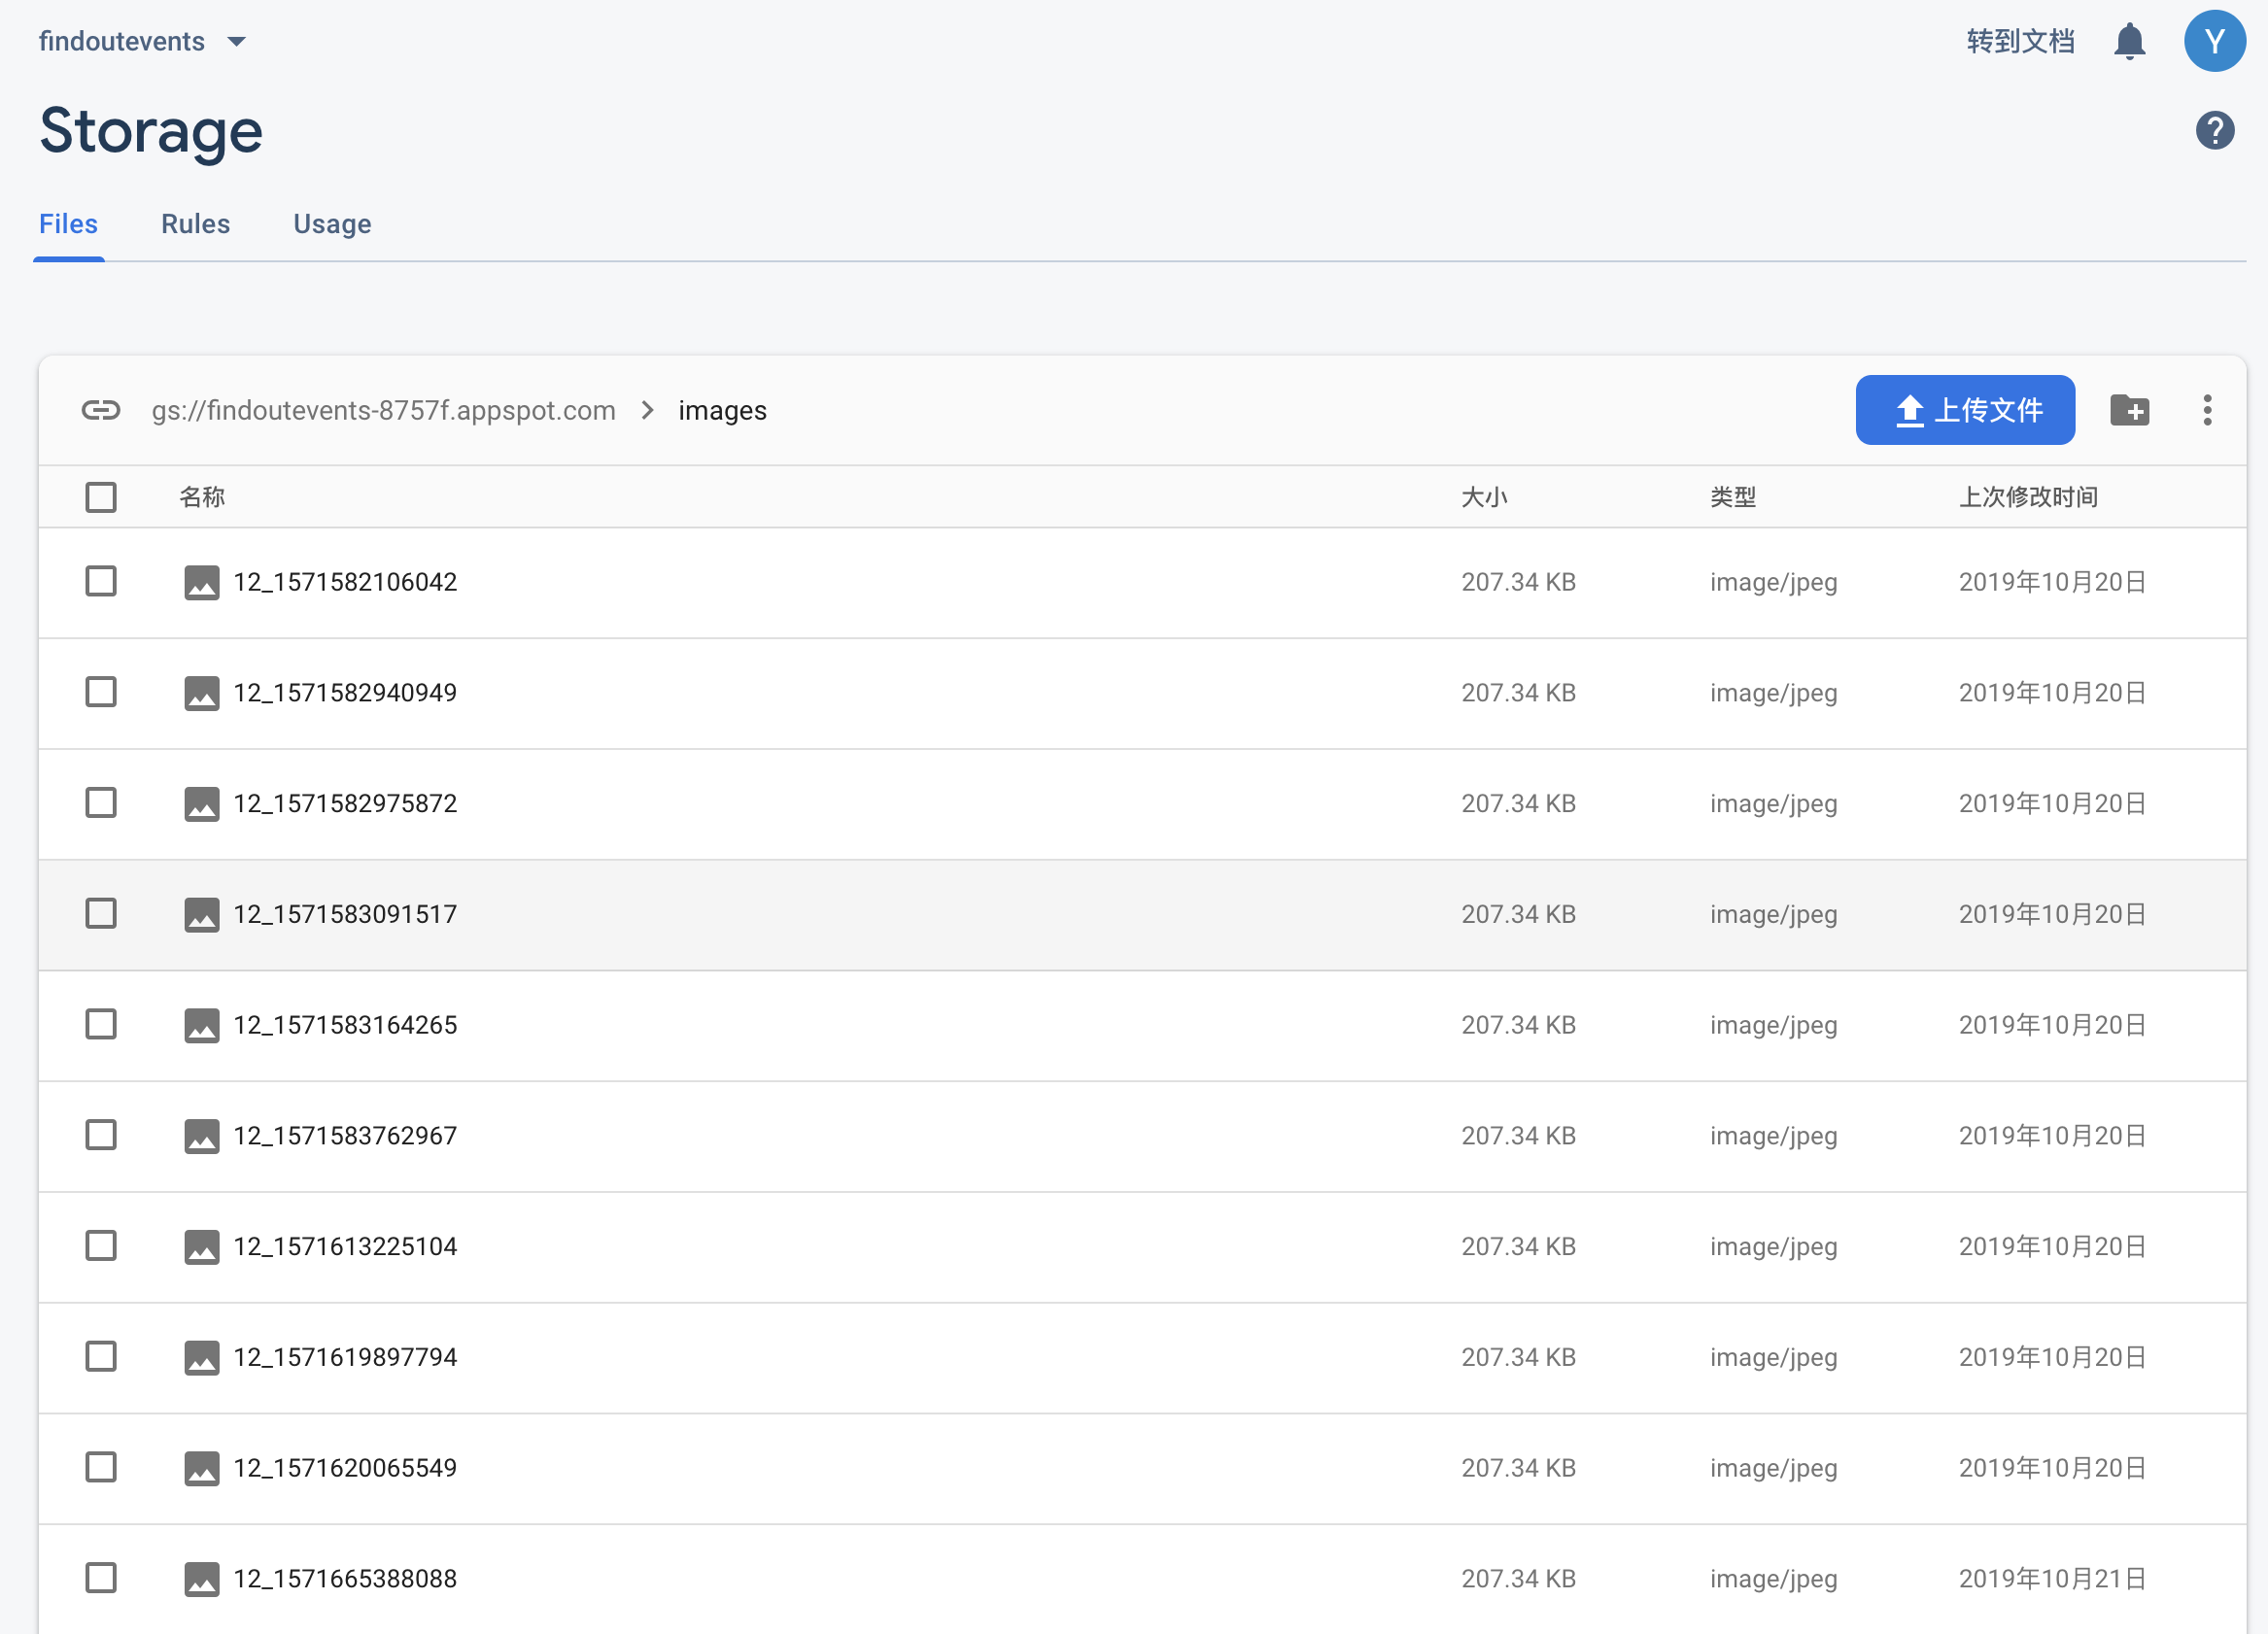 findoutevents
转到文档
Y
Storage
?
Files Rules Usage
gs://findoutevents-8757f.appspot.com > images
上传文件
名称 大小 类型 上次修改时间
12_1571582106042 207.34 KB image/jpeg 2019年10月20日
12_1571582940949 207.34 KB image/jpeg 2019年10月20日
12_1571582975872 207.34 KB image/jpeg 2019年10月20日
12_1571583091517 207.34 KB image/jpeg 2019年10月20日
12_1571583164265 207.34 KB image/jpeg 2019年10月20日
12_1571583762967 207.34 KB image/jpeg 2019年10月20日
12_1571613225104 207.34 KB image/jpeg 2019年10月20日
12_1571619897794 207.34 KB image/jpeg 2019年10月20日
12_1571620065549 207.34 KB image/jpeg 2019年10月20日
12_1571665388088 207.34 KB image/jpeg 2019年10月21日